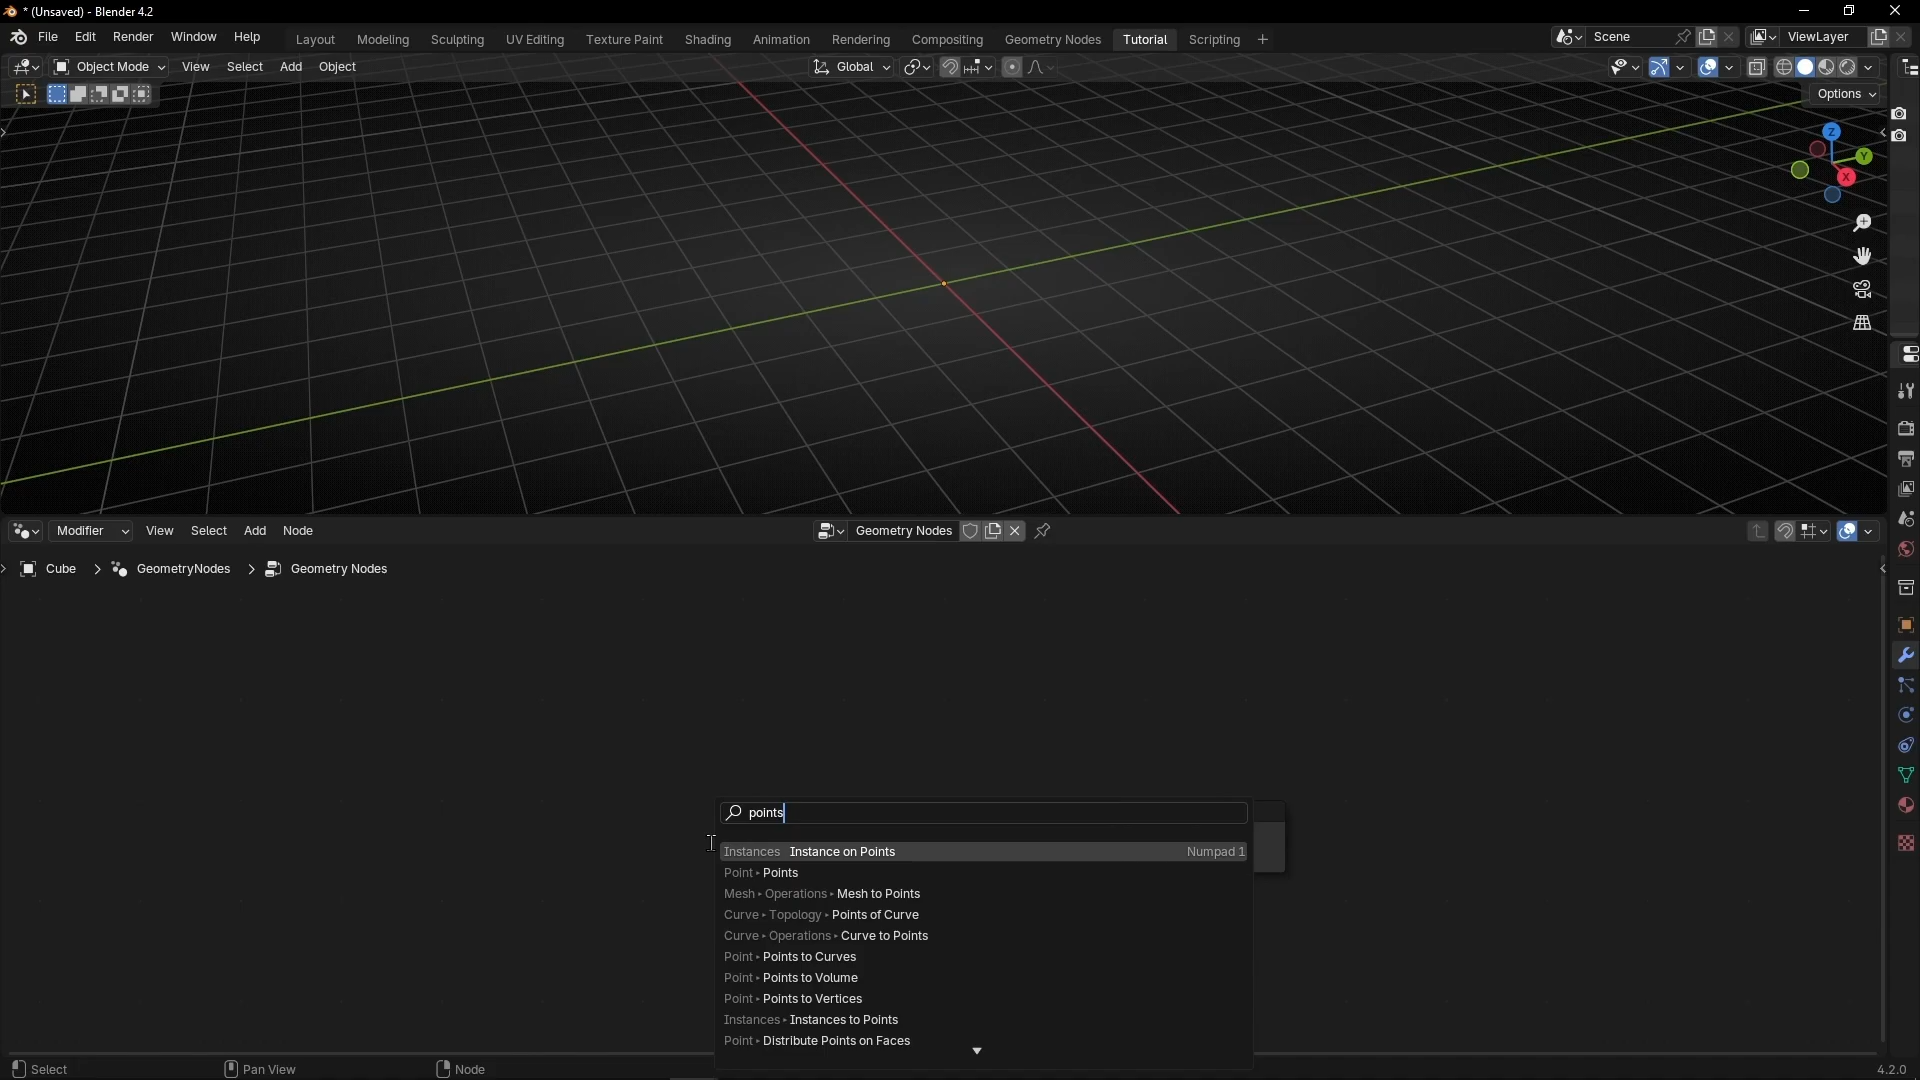 * (Unsaved) - Blender 4.2
File Edit Render Window Help Layout Modeling Sculpting UV Editing Texture Paint Shading Animation Rendering Compositing Geometry Nodes Tutorial Scripting + Scene ViewLayer
Object Mode View Select Add Object Global
Options
Z
Y
X
Modifier View Select Add Node Geometry Nodes
Cube > GeometryNodes > Geometry Nodes
points
Instances Instance on Points Numpad 1
Point ▸ Points
Mesh ▸ Operations ▸ Mesh to Points
Curve ▸ Topology ▸ Points of Curve
Curve ▸ Operations ▸ Curve to Points
Point ▸ Points to Curves
Point ▸ Points to Volume
Point ▸ Points to Vertices
Instances ▸ Instances to Points
Point ▸ Distribute Points on Faces
Select Pan View Node 4.2.0